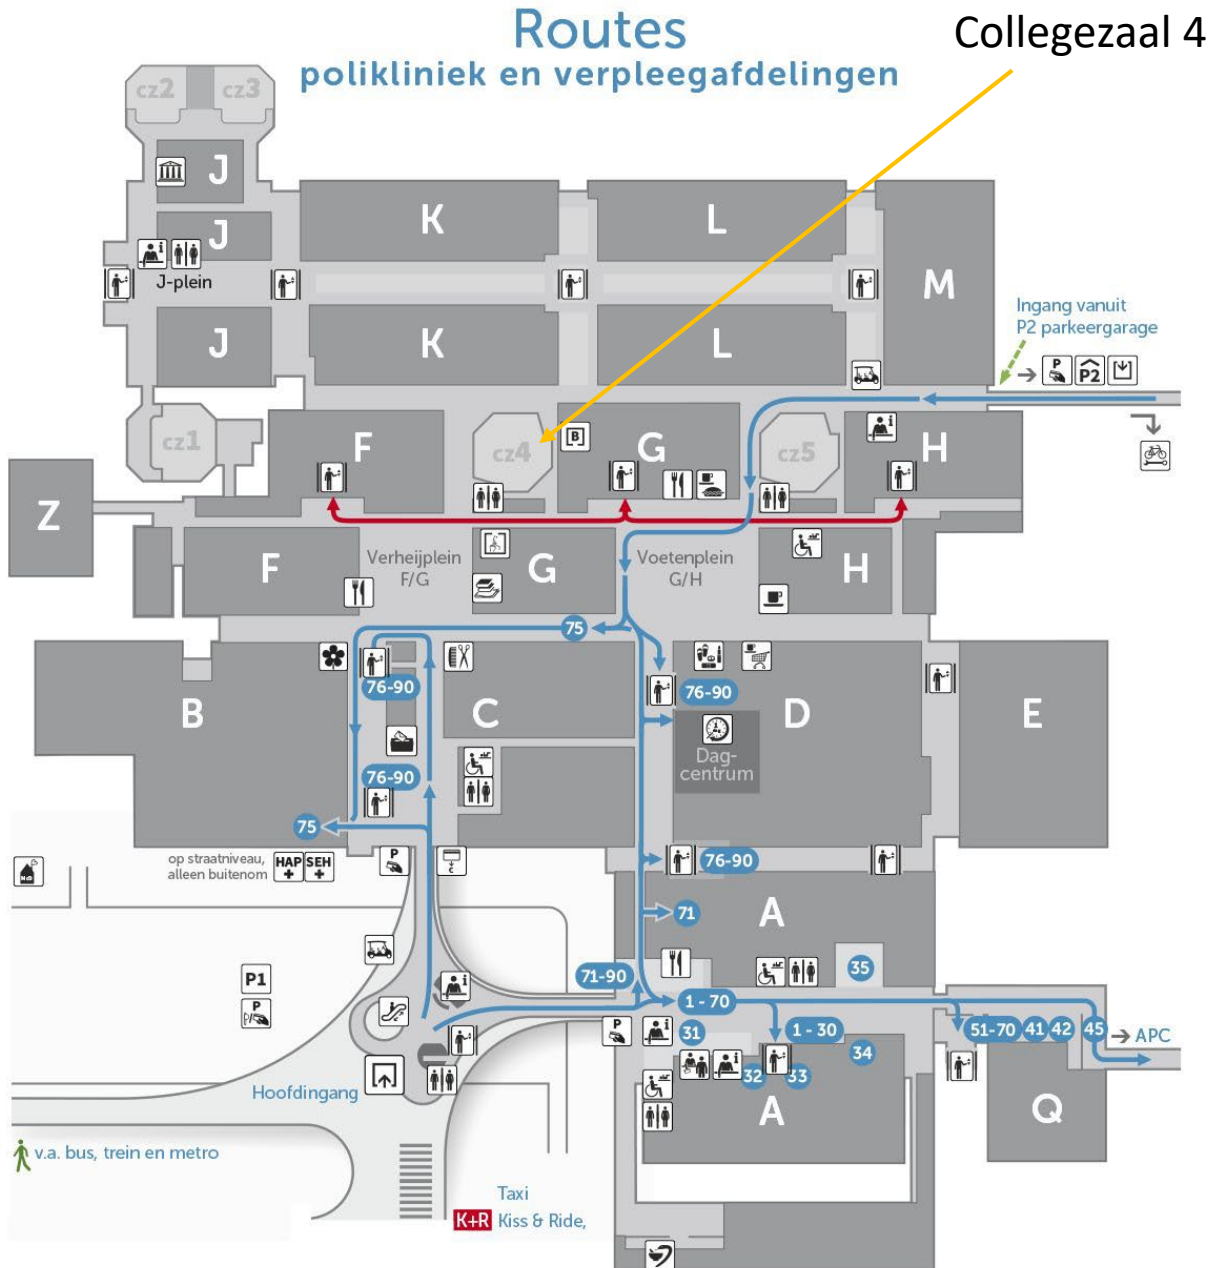 Routes
Collegezaal 4
polikliniek en verpleegafdelingen
cz2
cz3
J
K
L
J
M
J-plein
Ingang vanuit
P2 parkeergarage
J
K
L
P
P2
F
cz4
B
G
cz5
H
cz1
Z
F
Verheijplein
F/G
G
Voetenplein
G/H
H
75
76-90
76-90
B
C
D
E
Dag-
centrum
76-90
75
op straatniveau,
alleen buitenom
HAP
SEH
P
C
76-90
71
A
P1
P
35
71-90
1 - 70
P
31
1 - 30
34
51-70
41
42
45
APC
32
33
Hoofdingang
A
Q
v.a. bus, trein en metro
Taxi
K+R Kiss & Ride,